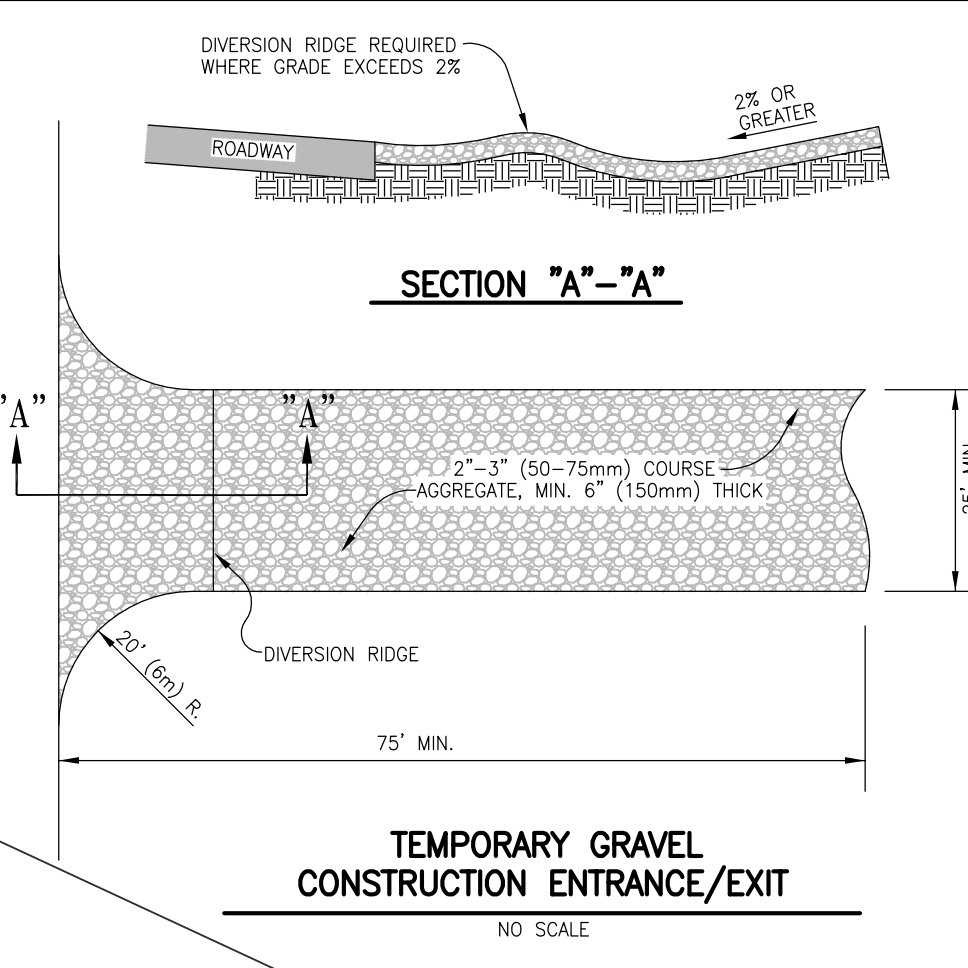 DIVERSION RIDGE REQUIRED
WHERE GRADE EXCEEDS 2%
2% OR
GREATER
ROADWAY
SECTION "A"-"A"
"A"
"A"
2"-3" (50-75mm) COURSE
AGGREGATE, MIN. 6" (150mm) THICK
DIVERSION RIDGE
20' (6m) R.
75' MIN.
TEMPORARY GRAVEL
CONSTRUCTION ENTRANCE/EXIT
NO SCALE